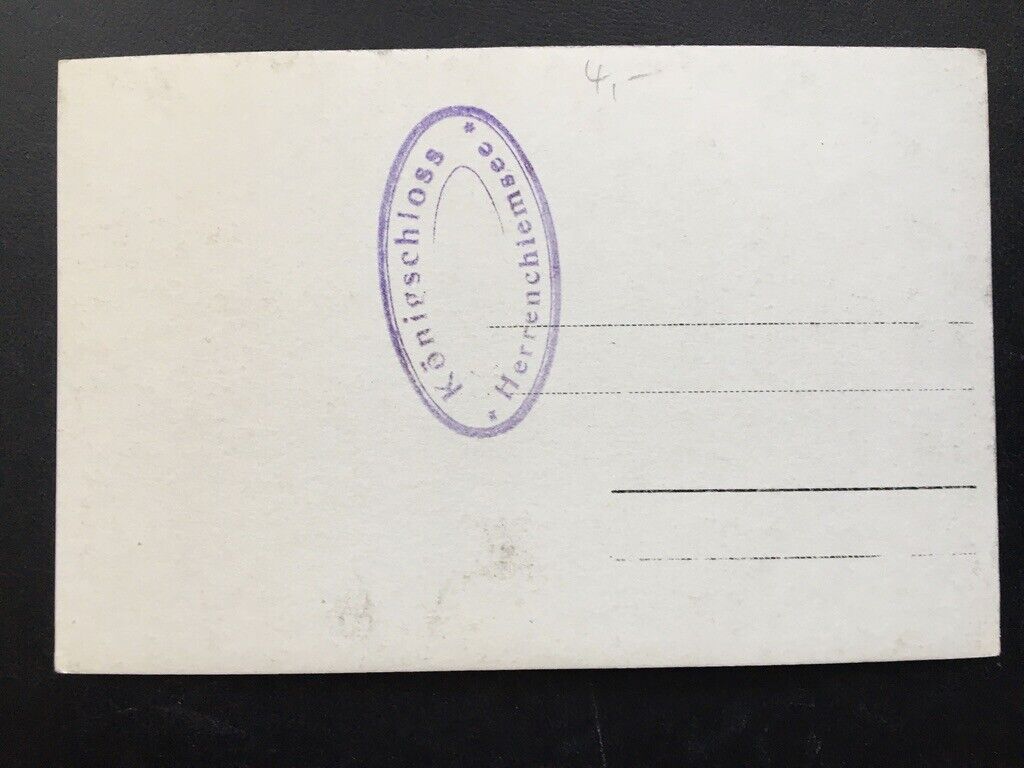 4,-
* Königschloss *
Herrenchiemsee